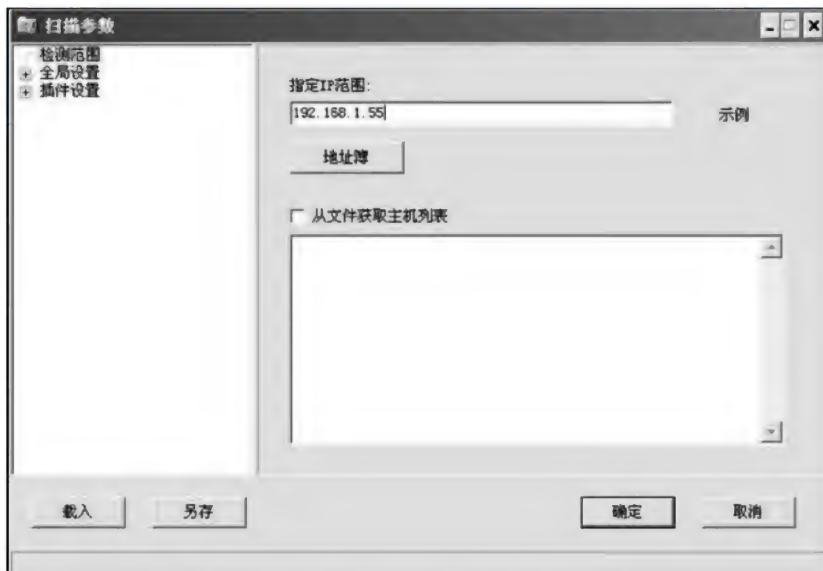 扫描参数
检测范围
全局设置
插件设置
指定IP范围:
192.168.1.55
示例
地址簿
从文件获取主机列表
载入
另存
确定
取消